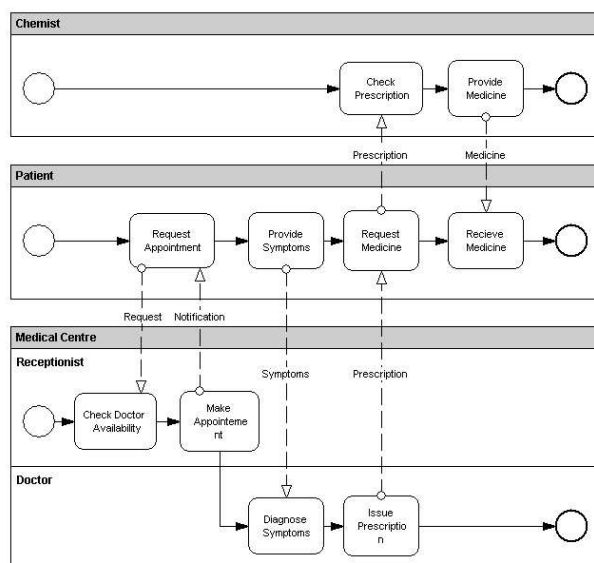 Chemist
Check
Prescription
Provide
Medicine
Prescription
Medicine
Patient
Request
Appointment
Provide
Symptoms
Request
Medicine
Recieve
Medicine
Request
Notification
Symptoms
Prescription
Medical Centre
Receptionist
Check Doctor
Availability
Make
Appointeme
nt
Doctor
Diagnose
Symptoms
Issue
Prescriptio
n